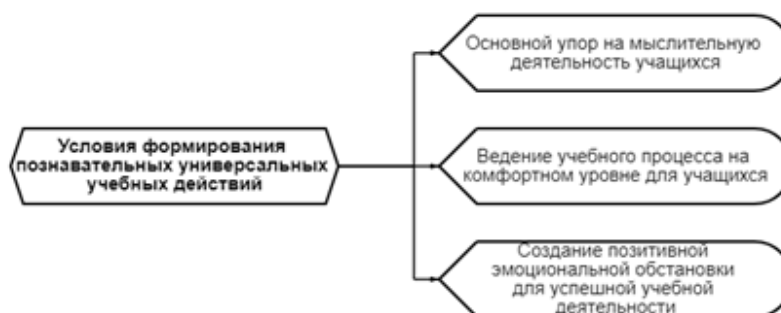 Условия формирования
познавательных универсальных
учебных действий
Основной упор на мыслительную
деятельность учащихся
Ведение учебного процесса на
комфортном уровне для учащихся
Создание позитивной
эмоциональной обстановки
для успешной учебной
деятельности